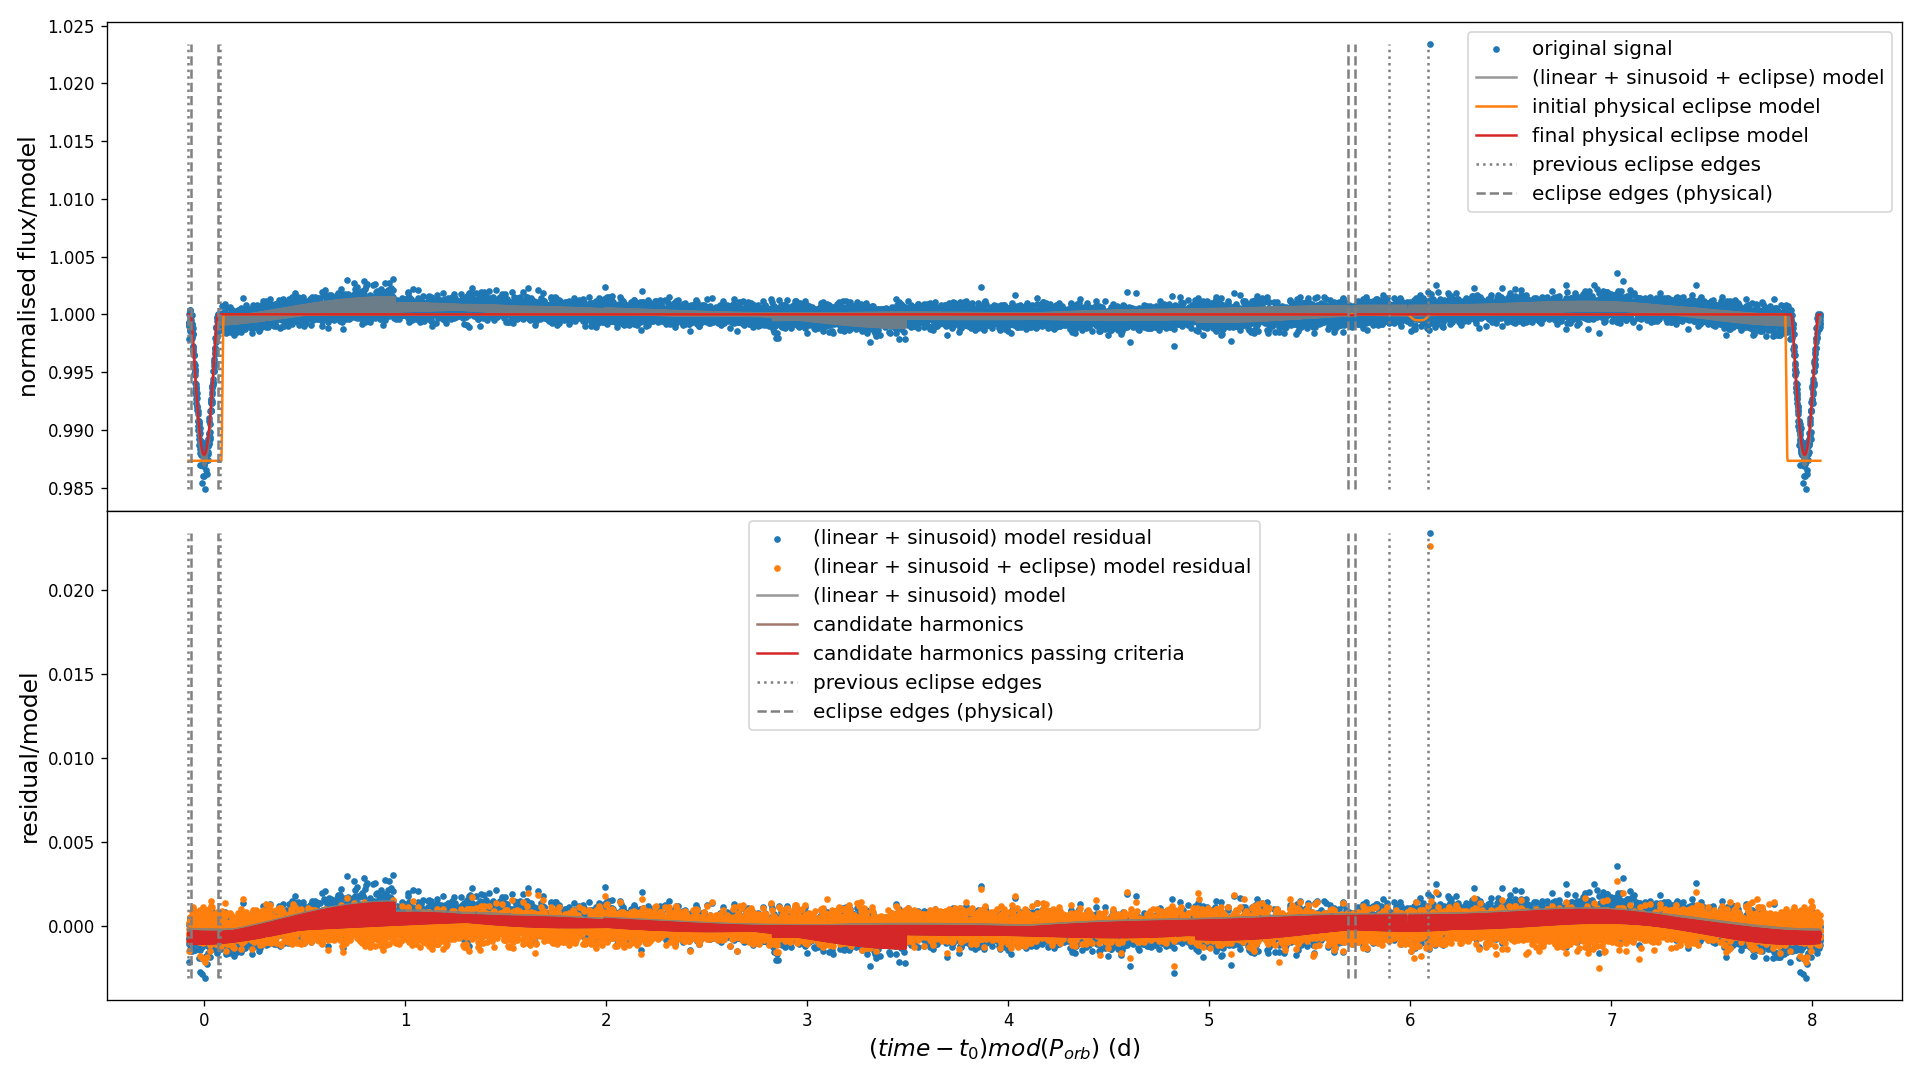 1.025
1.020
1.015
1.010
1.005
1.000
0.995
0.990
0.985
normalised flux/model
original signal
(linear + sinusoid + eclipse) model
initial physical eclipse model
final physical eclipse model
previous eclipse edges
eclipse edges (physical)
0.020
0.015
0.010
0.005
0.000
residual/model
(linear + sinusoid) model residual
(linear + sinusoid + eclipse) model residual
(linear + sinusoid) model
candidate harmonics
candidate harmonics passing criteria
previous eclipse edges
eclipse edges (physical)
0 1 2 3 4 5 6 7 8
(time − t₀)mod(P_orb) (d)